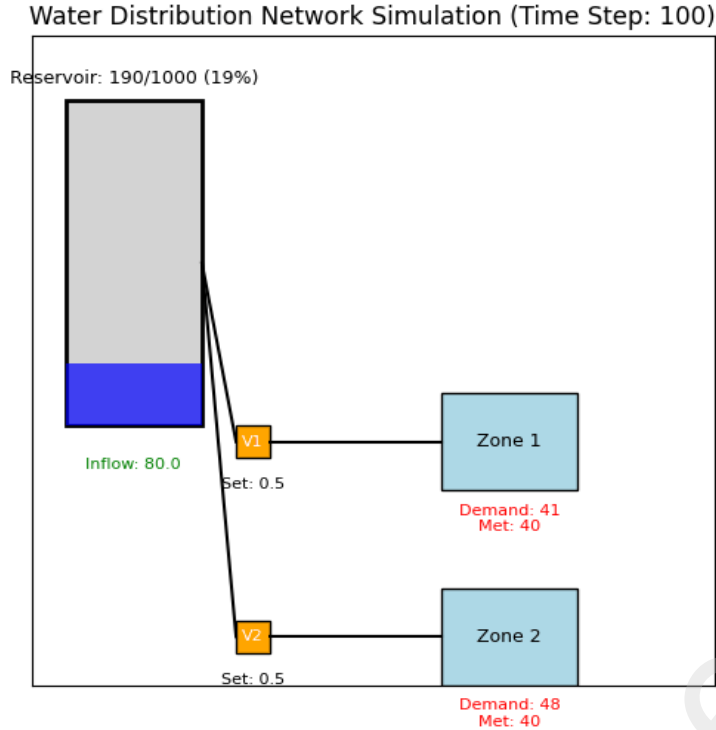 Water Distribution Network Simulation (Time Step: 100)
Reservoir: 190/1000 (19%)
Inflow: 80.0
V1
Set: 0.5
Zone 1
Demand: 41
Met: 40
V2
Set: 0.5
Zone 2
Demand: 48
Met: 40